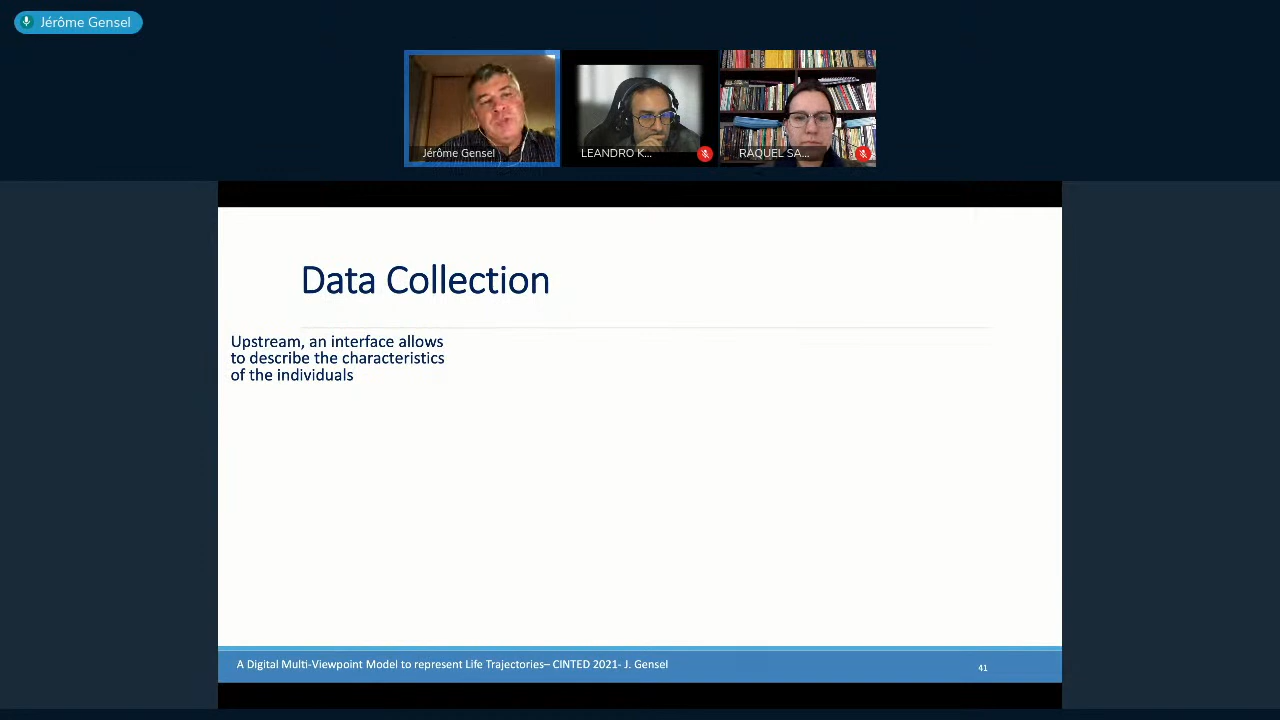 Jérôme Gensel
Jérôme Gensel
LEANDRO K...
RAQUEL SA...
Data Collection
Upstream, an interface allows
to describe the characteristics
of the individuals
A Digital Multi-Viewpoint Model to represent Life Trajectories– CINTED 2021- J. Gensel
41